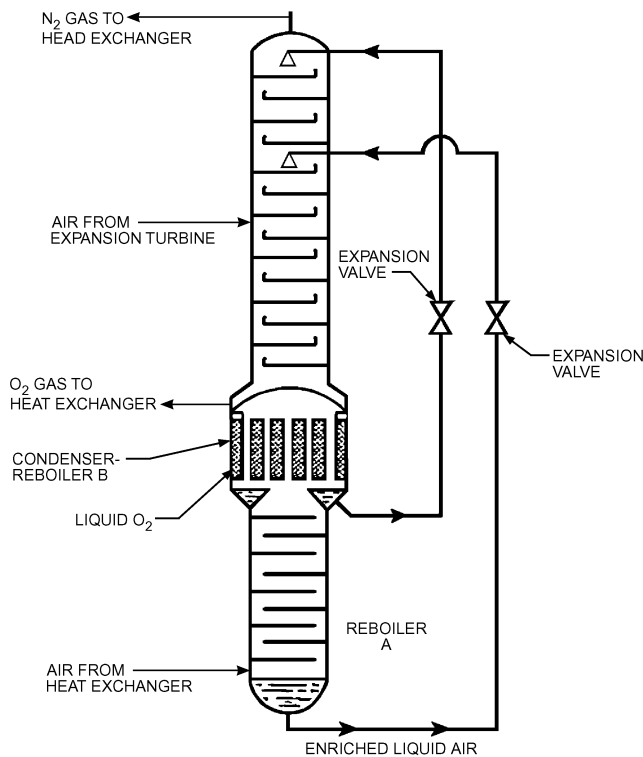 N₂ GAS TO
HEAD EXCHANGER
AIR FROM
EXPANSION TURBINE
EXPANSION
VALVE
EXPANSION
VALVE
O₂ GAS TO
HEAT EXCHANGER
CONDENSER-
REBOILER B
LIQUID O₂
REBOILER
A
AIR FROM
HEAT EXCHANGER
ENRICHED LIQUID AIR